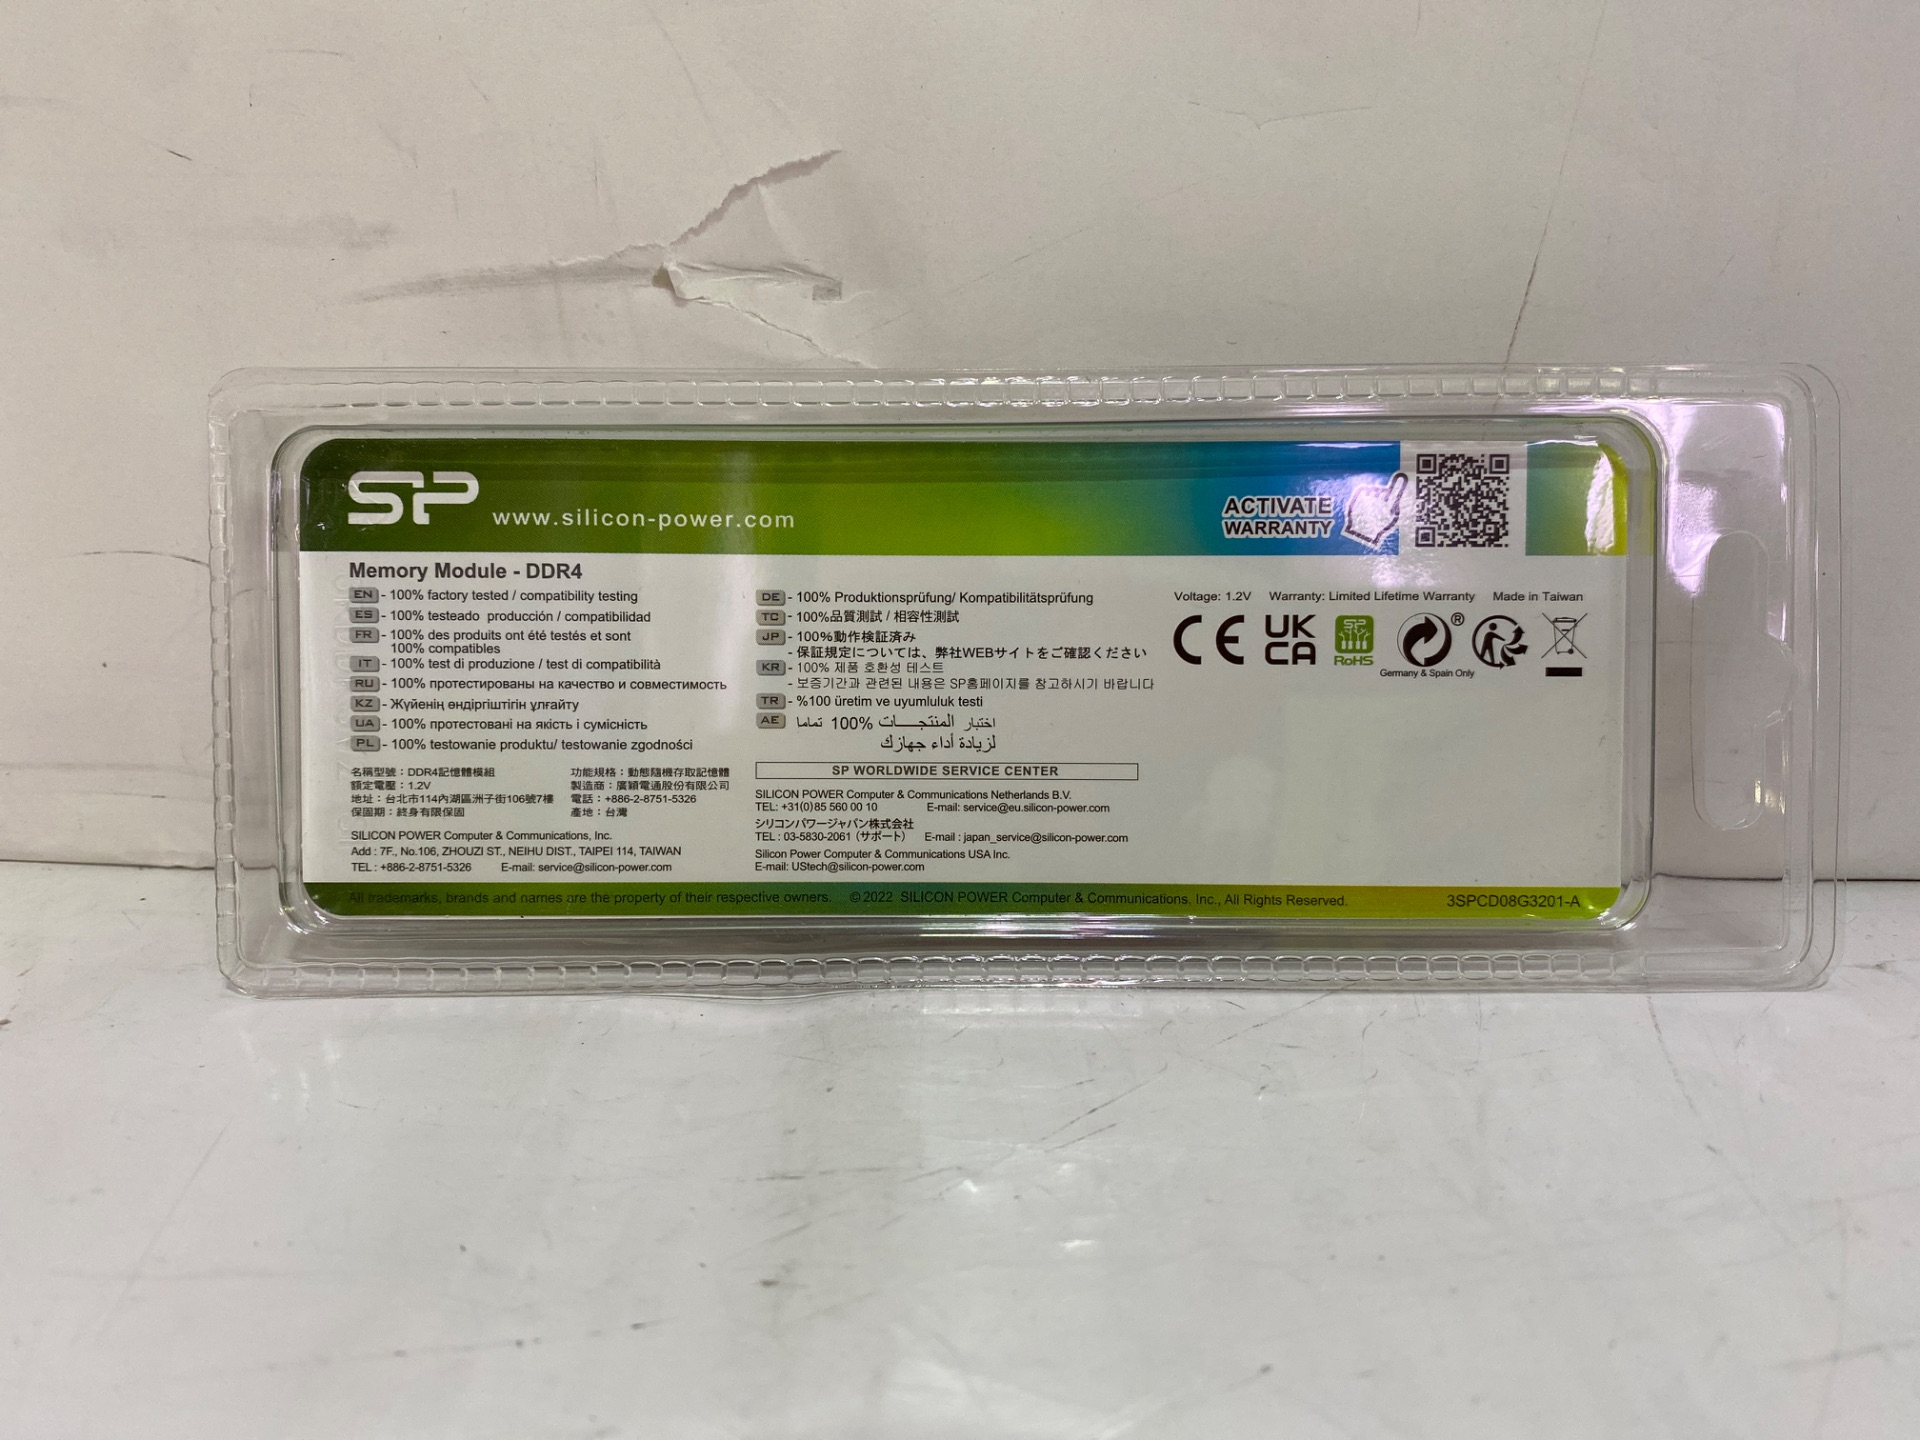 SP www.silicon-power.com
ACTIVATE
WARRANTY
Memory Module - DDR4
EN - 100% factory tested / compatibility testing
ES - 100% testeado producción / compatibilidad
FR - 100% des produits ont été testés et sont
100% compatibles
IT - 100% test di produzione / test di compatibilità
RU - 100% протестированы на качество и совместимость
KZ - Жүйенің өндіргіштігін ұлғайту
UA - 100% протестовані на якість і сумісність
PL - 100% testowanie produktu/ testowanie zgodności
名稱型號：DDR4記憶體模組 功能規格：動態隨機存取記憶體
額定電壓：1.2V 製造商：廣穎電通股份有限公司
地址：台北市114內湖區洲子街106號7樓 電話：+886-2-8751-5326
保固期：終身有限保固 產地：台灣
SILICON POWER Computer & Communications, Inc.
Add : 7F., No.106, ZHOUZI ST., NEIHU DIST., TAIPEI 114, TAIWAN
TEL : +886-2-8751-5326 E-mail: service@silicon-power.com
DE - 100% Produktionsprüfung/ Kompatibilitätsprüfung
TC - 100%品質測試 / 相容性測試
JP - 100%動作検証済み
- 保証規定については、弊社WEBサイトをご確認ください
KR - 100% 제품 호환성 테스트
- 보증기간과 관련된 내용은 SP홈페이지를 참고하시기 바랍니다
TR - %100 üretim ve uyumluluk testi
AE اختبار المنتجـــات %100 تماما
لزيادة أداء جهازك
SP WORLDWIDE SERVICE CENTER
SILICON POWER Computer & Communications Netherlands B.V.
TEL: +31(0)85 560 00 10 E-mail: service@eu.silicon-power.com
シリコンパワージャパン株式会社
TEL : 03-5830-2061 (サポート) E-mail : japan_service@silicon-power.com
Silicon Power Computer & Communications USA Inc.
E-mail: UStech@silicon-power.com
Voltage: 1.2V Warranty: Limited Lifetime Warranty Made in Taiwan
CE UK CA SP RoHS ®
Germany & Spain Only
All trademarks, brands and names are the property of their respective owners. ©2022 SILICON POWER Computer & Communications, Inc., All Rights Reserved. 3SPCD08G3201-A